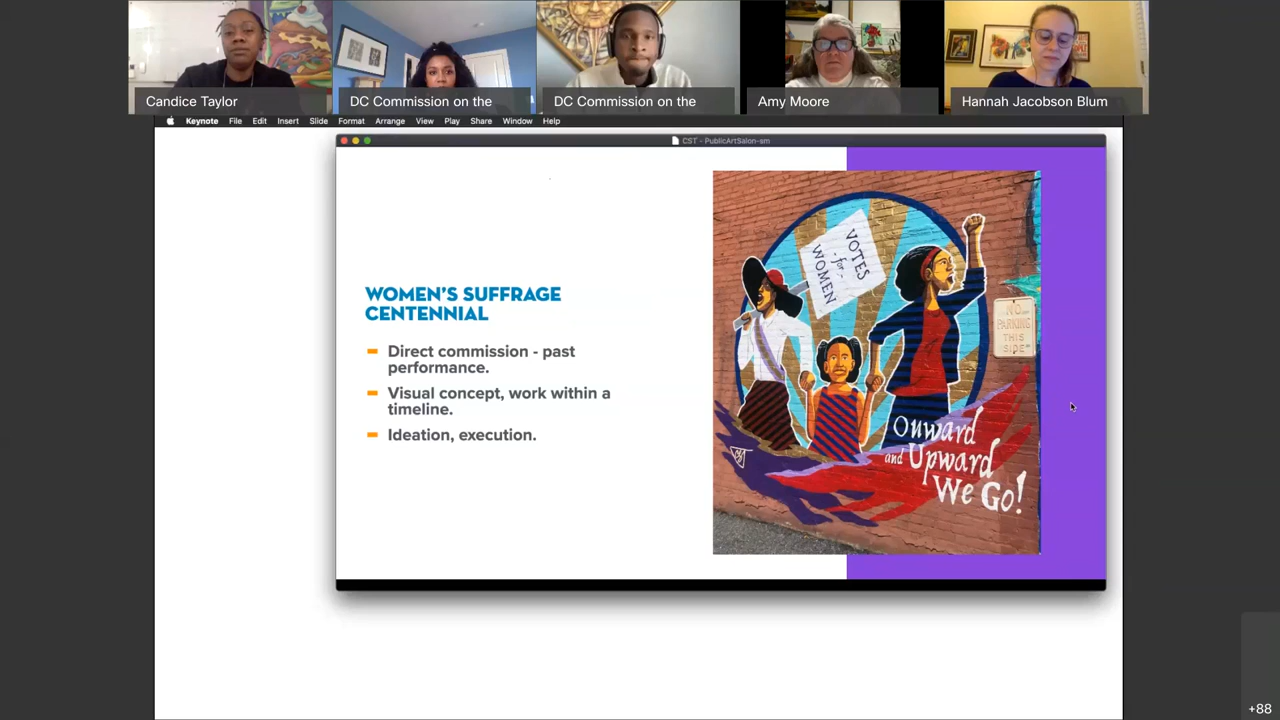 Candice Taylor
DC Commission on the
DC Commission on the
Amy Moore
Hannah Jacobson Blum
Keynote File Edit Insert Slide Format Arrange View Play Share Window Help
CST - PublicArtSalon-sm
WOMEN'S SUFFRAGE
CENTENNIAL
Direct commission - past
performance.
Visual concept, work within a
timeline.
Ideation, execution.
VOTES
-for-
WOMEN
NO
PARKING
THIS
SIDE
Onward
and Upward
We Go!
+88